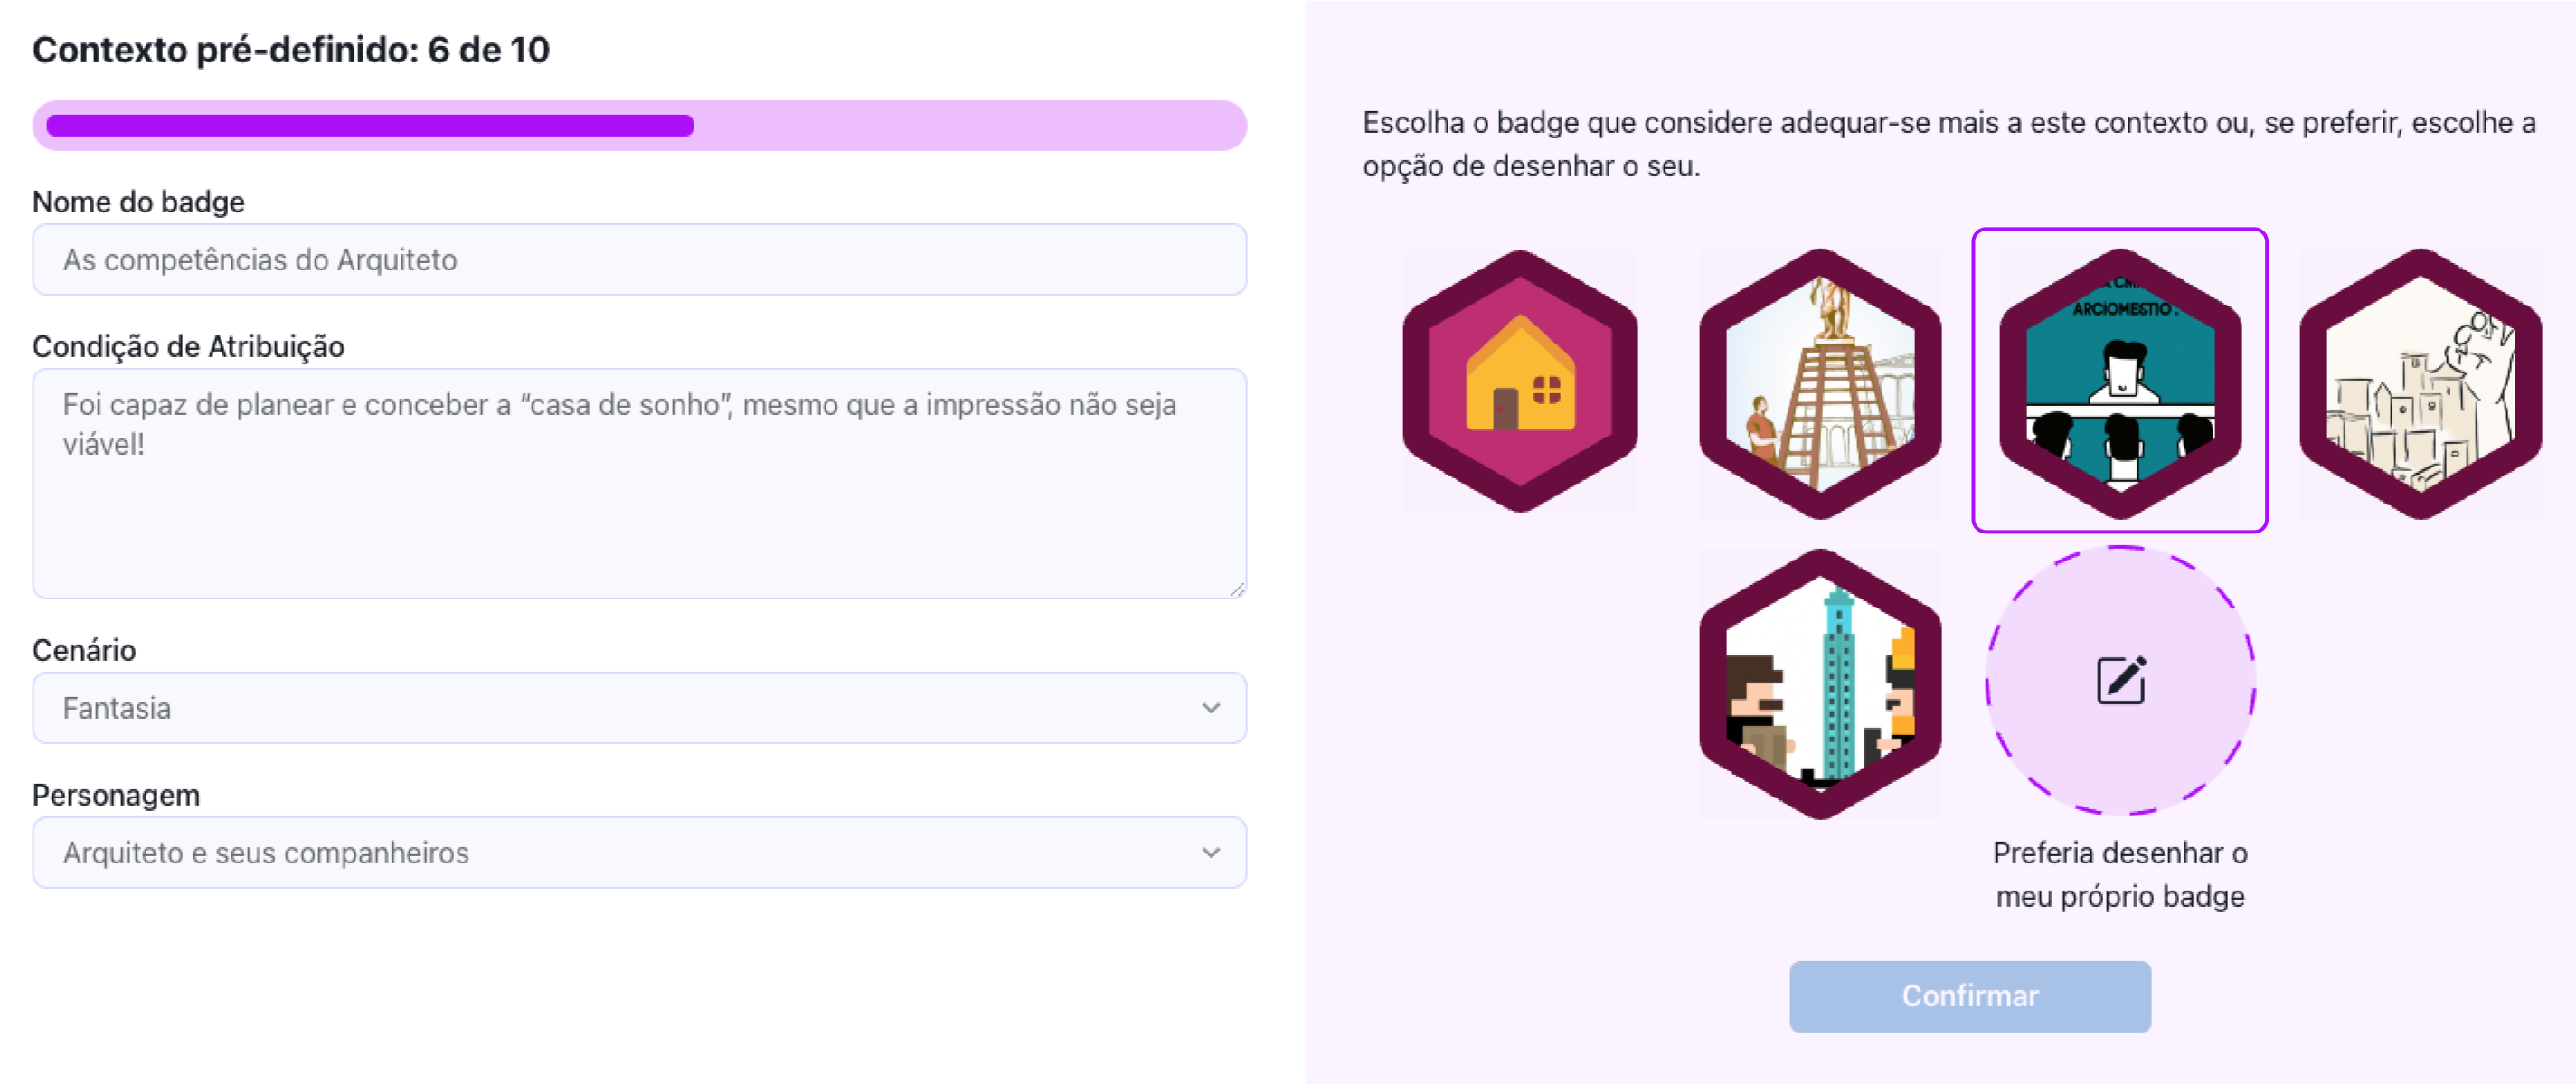 Contexto pré-definido: 6 de 10
Nome do badge
As competências do Arquiteto
Condição de Atribuição
Foi capaz de planear e conceber a “casa de sonho”, mesmo que a impressão não seja
viável!
Cenário
Fantasia
Personagem
Arquiteto e seus companheiros
Escolha o badge que considere adequar-se mais a este contexto ou, se preferir, escolhe a
opção de desenhar o seu.
ARCIOMESTIO.
Preferia desenhar o
meu próprio badge
Confirmar